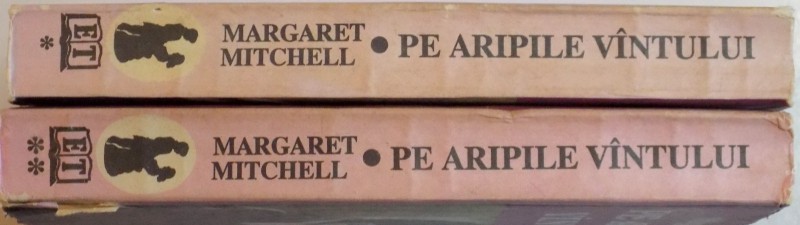 *
ET
MARGARET
MITCHELL
● PE ARIPILE VÎNTULUI
**
ET
MARGARET
MITCHELL
● PE ARIPILE VÎNTULUI